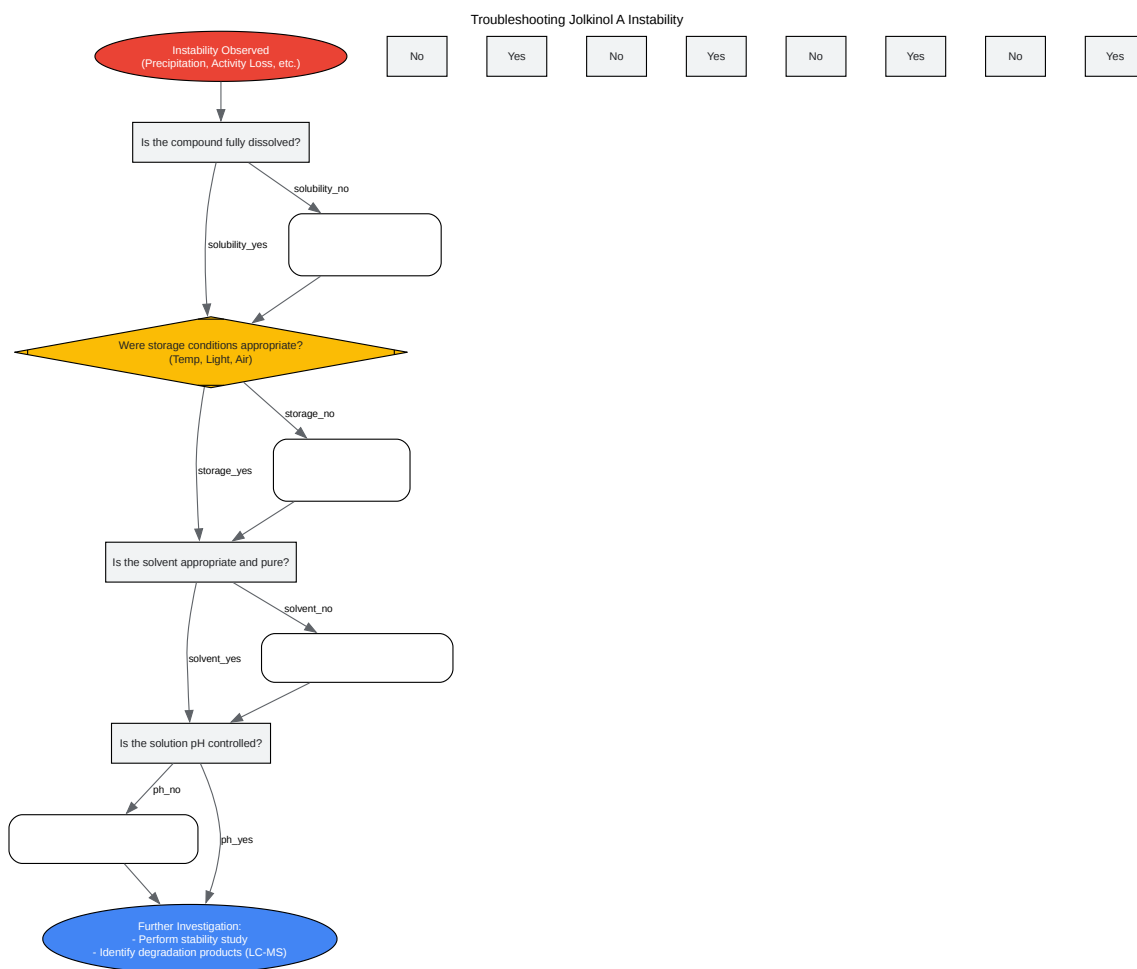 Troubleshooting Jolkinol A Instability
Instability Observed
(Precipitation, Activity Loss, etc.)
No
Yes
No
Yes
No
Yes
No
Yes
Is the compound fully dissolved?
solubility_no
solubility_yes
Were storage conditions appropriate?
(Temp, Light, Air)
storage_no
storage_yes
Is the solvent appropriate and pure?
solvent_no
solvent_yes
Is the solution pH controlled?
ph_no
ph_yes
Further Investigation:
- Perform stability study
- Identify degradation products (LC-MS)